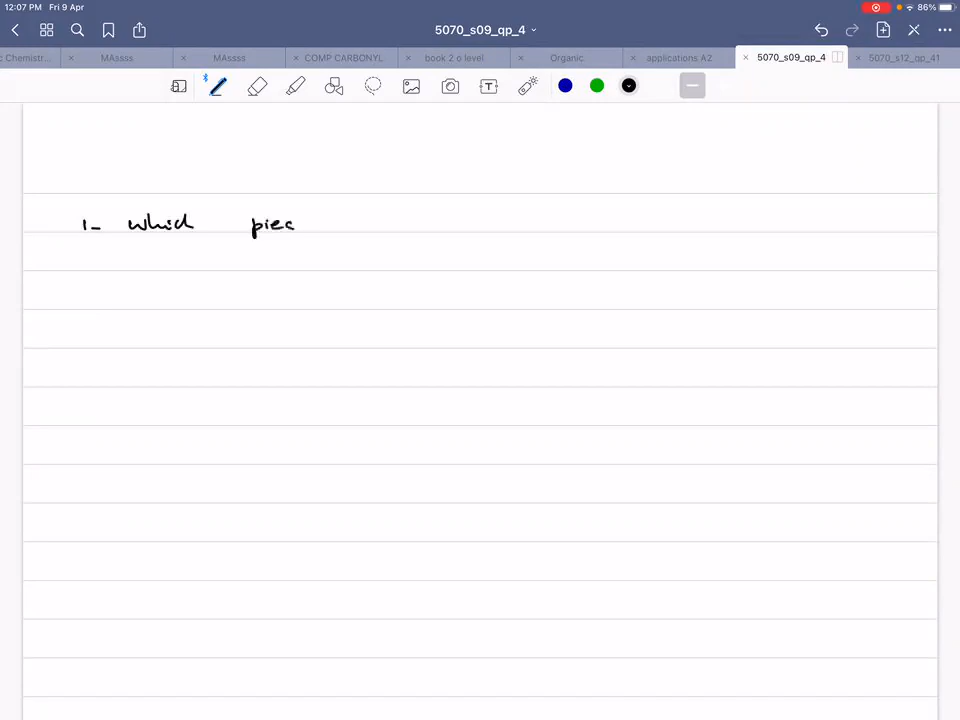 12:07 PM Fri 9 Apr
86%
5070_s09_qp_4
c Chemistr...
MAssss
MAssss
COMP CARBONYL
book 2 o level
Organic
applications A2
5070_s09_qp_4
5070_s12_qp_41
T
1- which piec